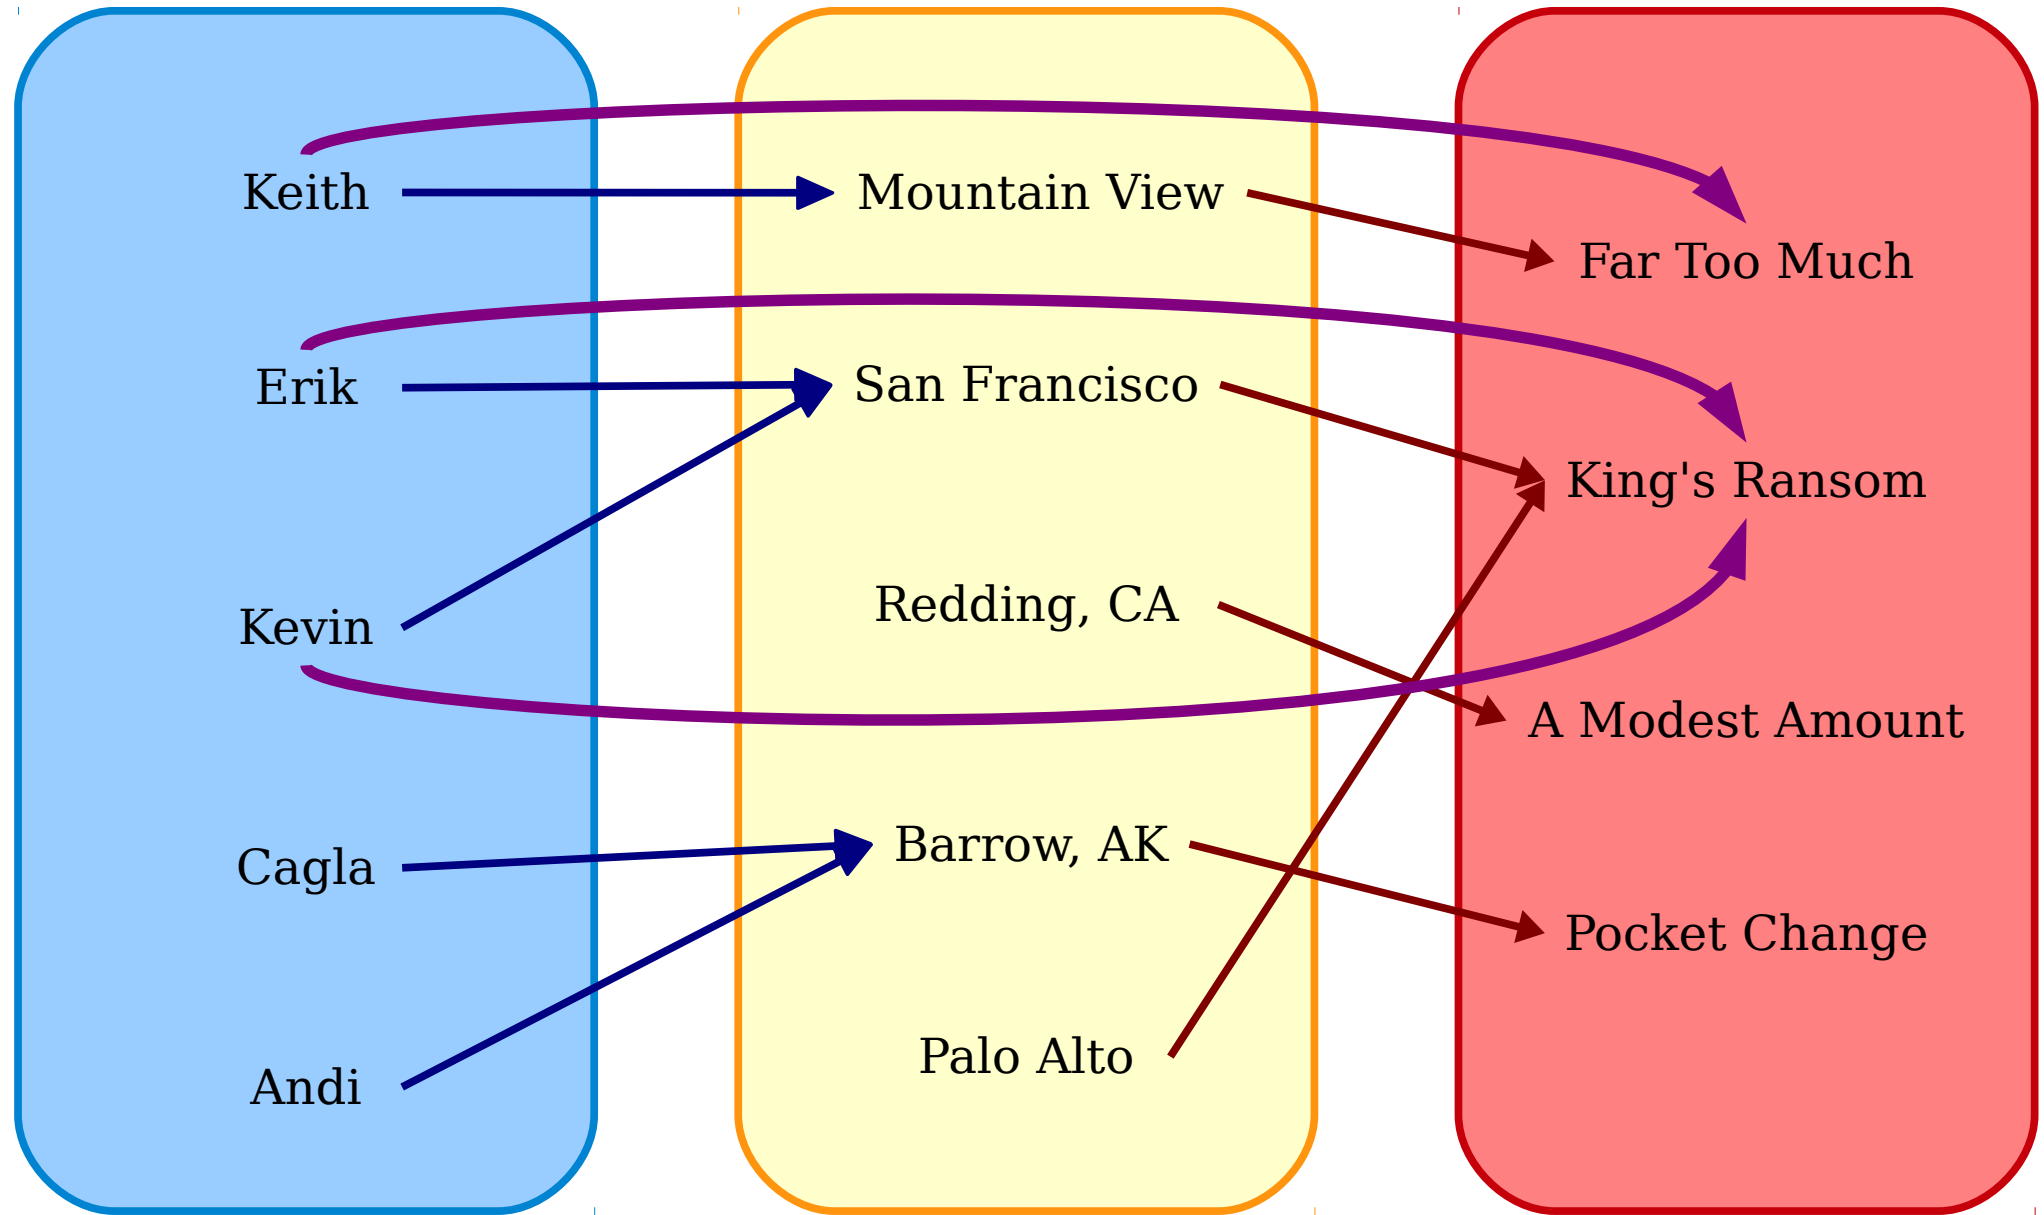 Keith
Erik
Kevin
Cagla
Andi
Mountain View
San Francisco
Redding, CA
Barrow, AK
Palo Alto
Far Too Much
King's Ransom
A Modest Amount
Pocket Change